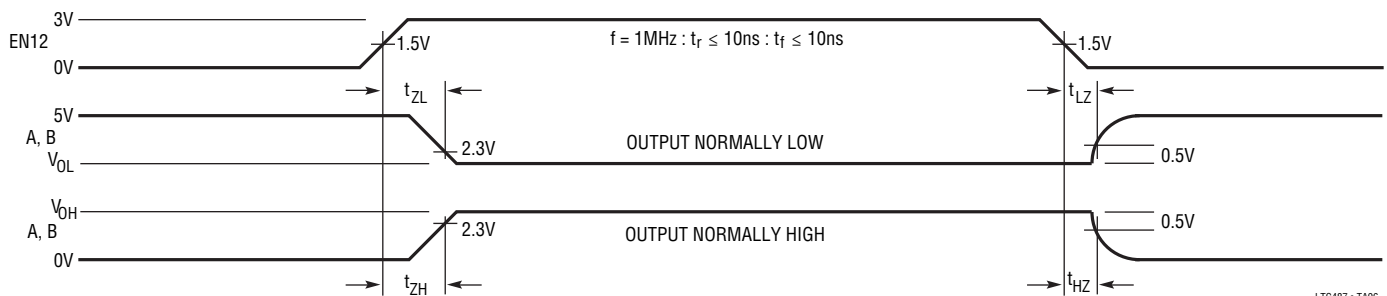 3V
EN12
1.5V
f = 1MHz : tr ≤ 10ns : tf ≤ 10ns
1.5V
0V
tZL
tLZ
5V
A, B
2.3V
OUTPUT NORMALLY LOW
0.5V
VOL
VOH
A, B
2.3V
OUTPUT NORMALLY HIGH
0.5V
0V
tZH
tHZ